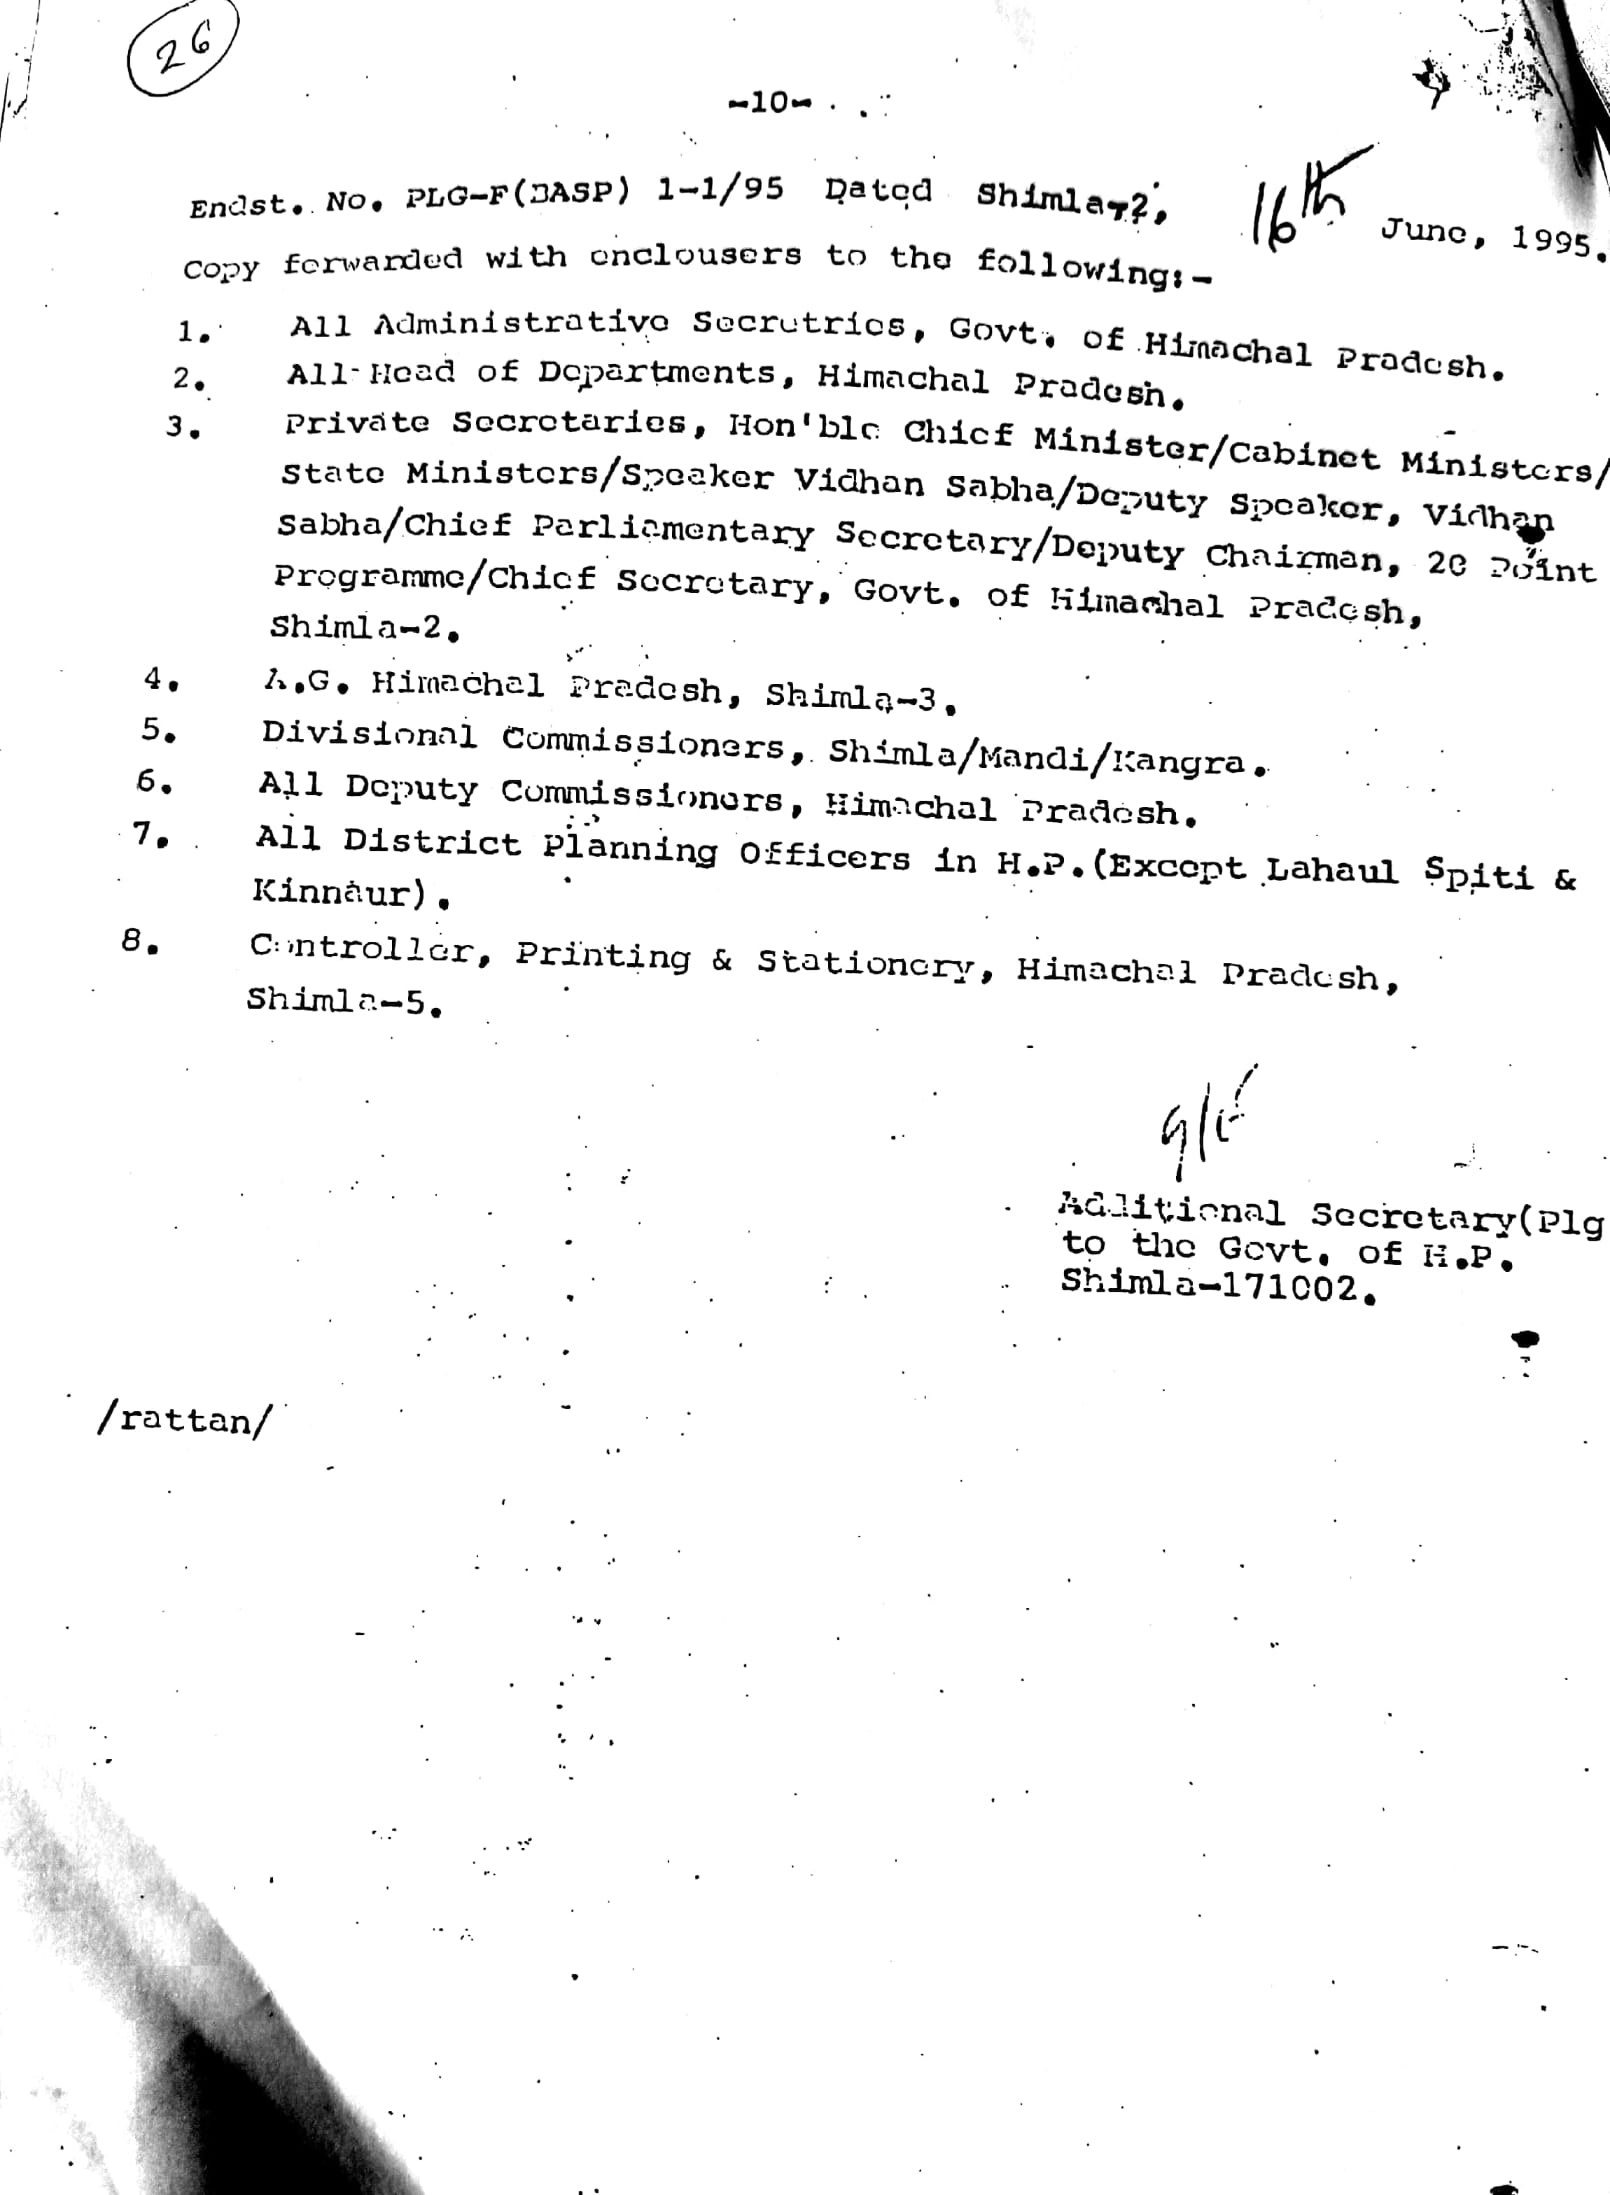 26
-10-
Endst. No. PLG-F(BASP) 1-1/95 Dated Shimla-2, 16th June, 1995.
Copy forwarded with enclousers to the following:-
1. All Administrative Secretries, Govt. of Himachal Pradesh.
2. All Head of Departments, Himachal Pradesh.
3. Private Secretaries, Hon'ble Chief Minister/Cabinet Ministers/
State Ministers/Speaker Vidhan Sabha/Deputy Speaker, Vidhan
Sabha/Chief Parliamentary Secretary/Deputy Chairman, 20 Point
Programme/Chief Secretary, Govt. of Himachal Pradesh,
Shimla-2.
4. A.G. Himachal Pradesh, Shimla-3.
5. Divisional Commissioners, Shimla/Mandi/Kangra.
6. All Deputy Commissioners, Himachal Pradesh.
7. All District Planning Officers in H.P.(Except Lahaul Spiti &
Kinnaur).
8. Controller, Printing & Stationery, Himachal Pradesh,
Shimla-5.
Additional Secretary(Plg
to the Govt. of H.P.
Shimla-171002.
/rattan/